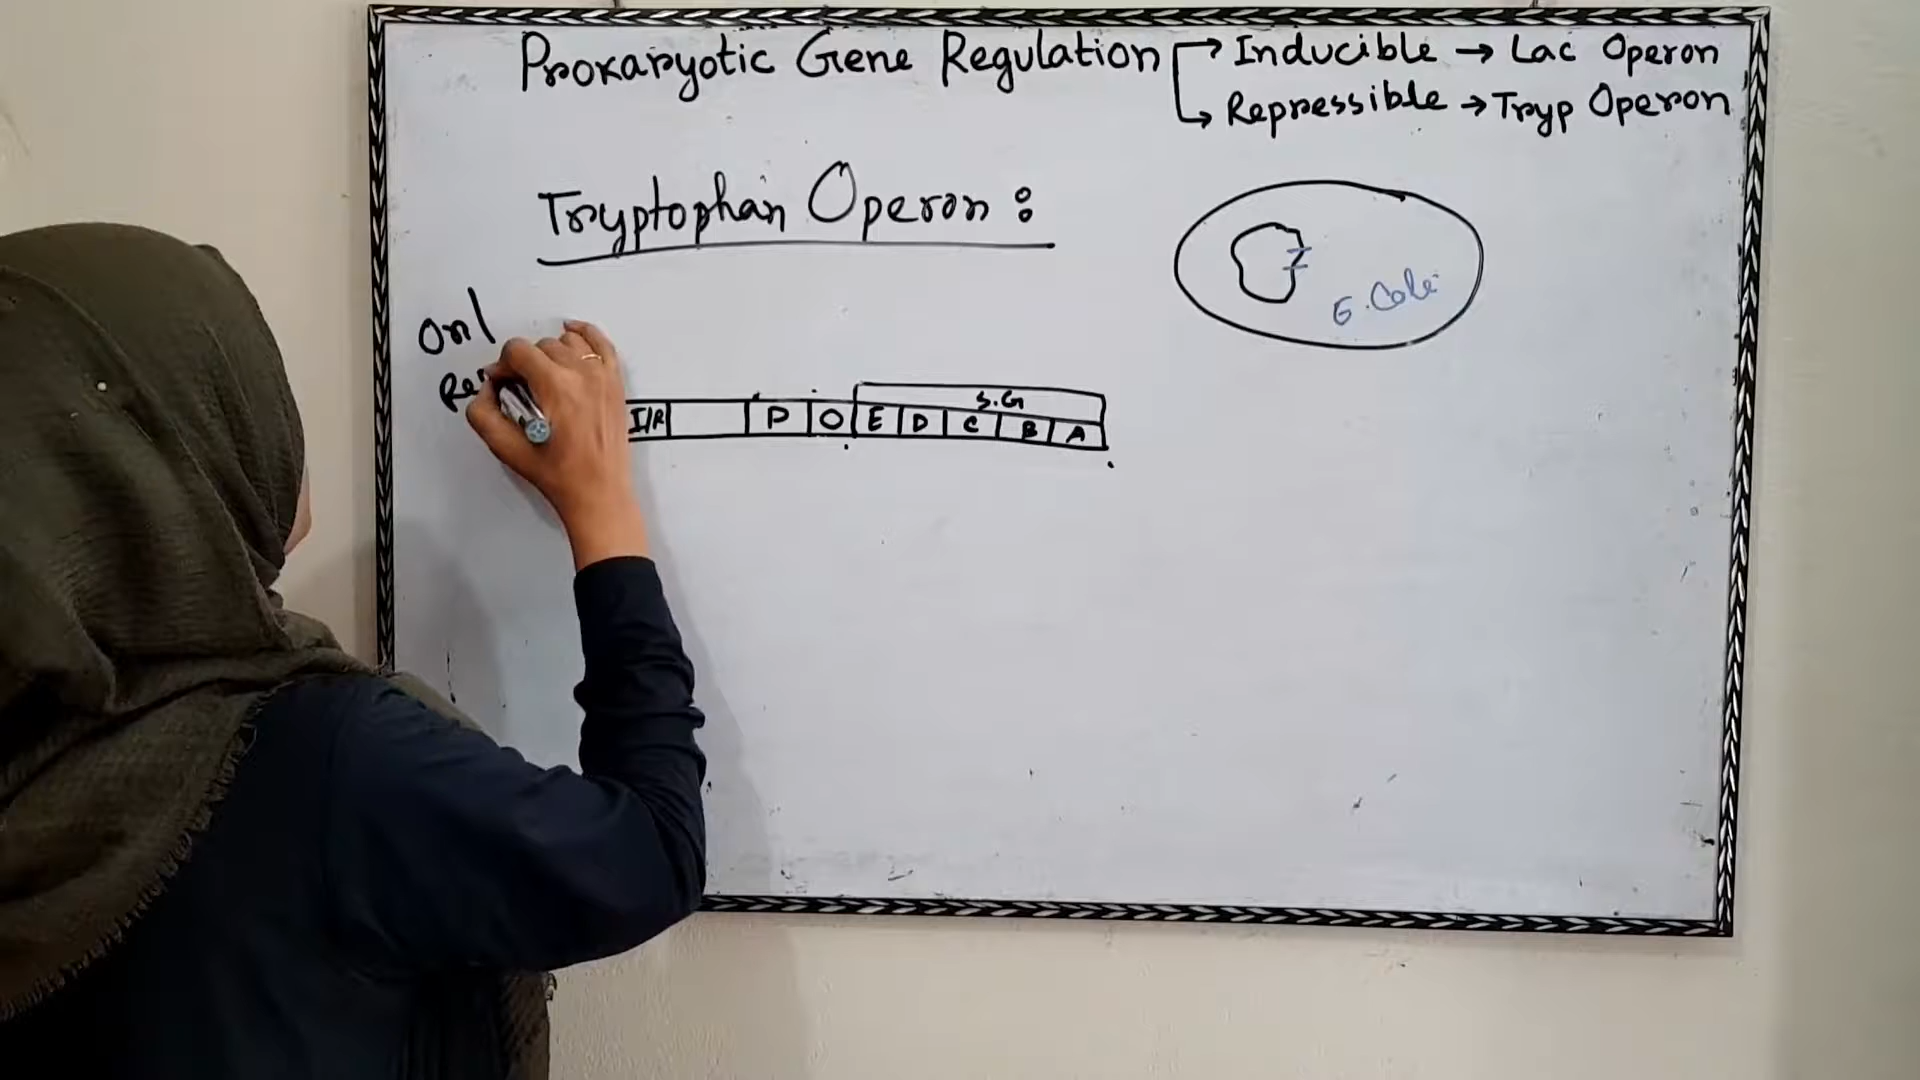 Prokaryotic Gene Regulation → Inducible → Lac Operon
→ Repressible → Tryp Operon
Tryptophan Operon :
E. Coli
On/
S.G
I/R P O E D C B A